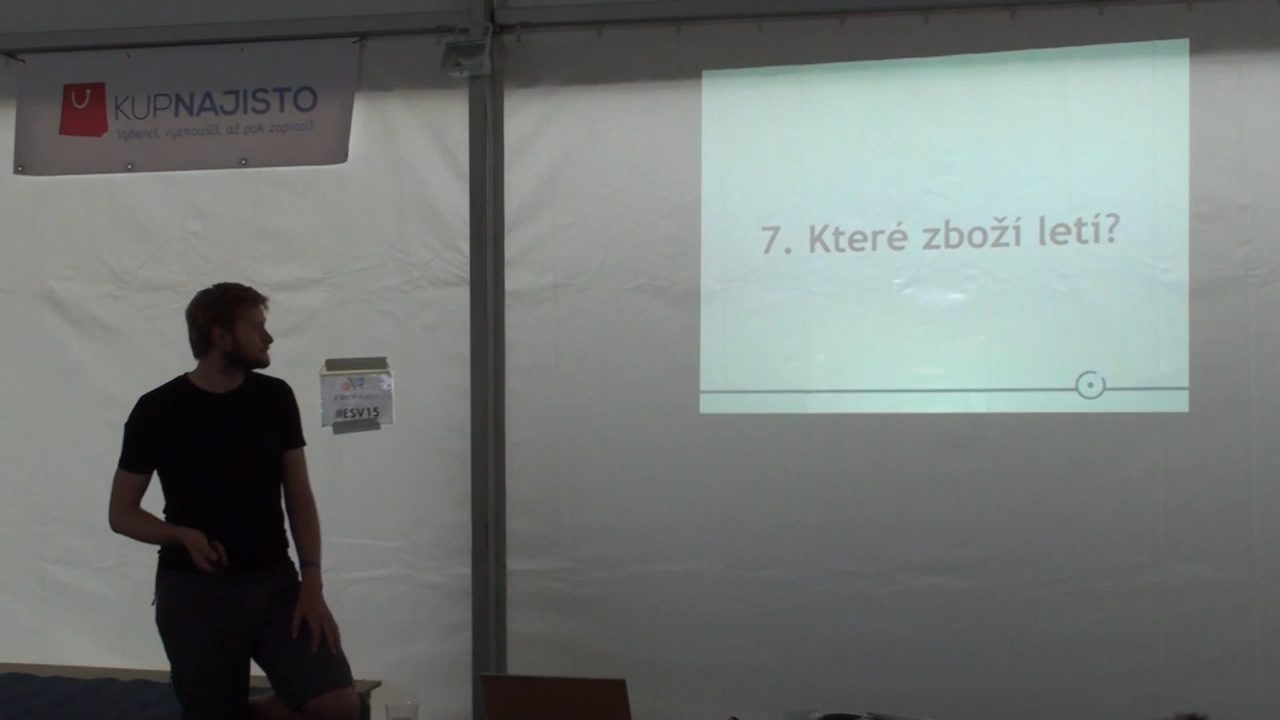 KUPNAJISTO
Vybereš, vyzkoušíš, až pak zaplatíš
7. Které zboží letí?
#ESV15